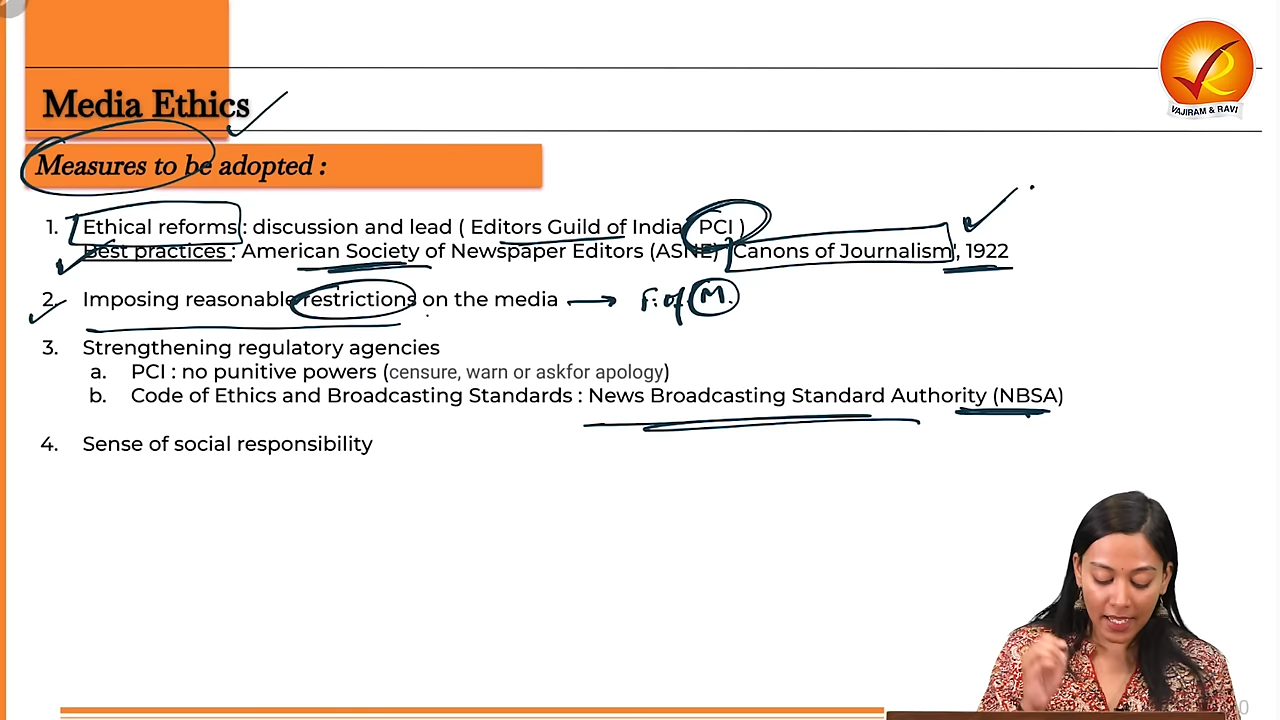 VAJIRAM & RAVI
Media Ethics
Measures to be adopted :
1. Ethical reforms : discussion and lead ( Editors Guild of India PCI )
Best practices : American Society of Newspaper Editors (ASNE) 'Canons of Journalism', 1922
2. Imposing reasonable restrictions on the media → F. of M.
3. Strengthening regulatory agencies
a. PCI : no punitive powers (censure, warn or askfor apology)
b. Code of Ethics and Broadcasting Standards : News Broadcasting Standard Authority (NBSA)
4. Sense of social responsibility